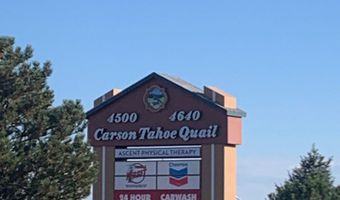 4500 4640
Carson Tahoe Quail
ASCENT PHYSICAL THERAPY
Chevron
24 HOUR CARWASH